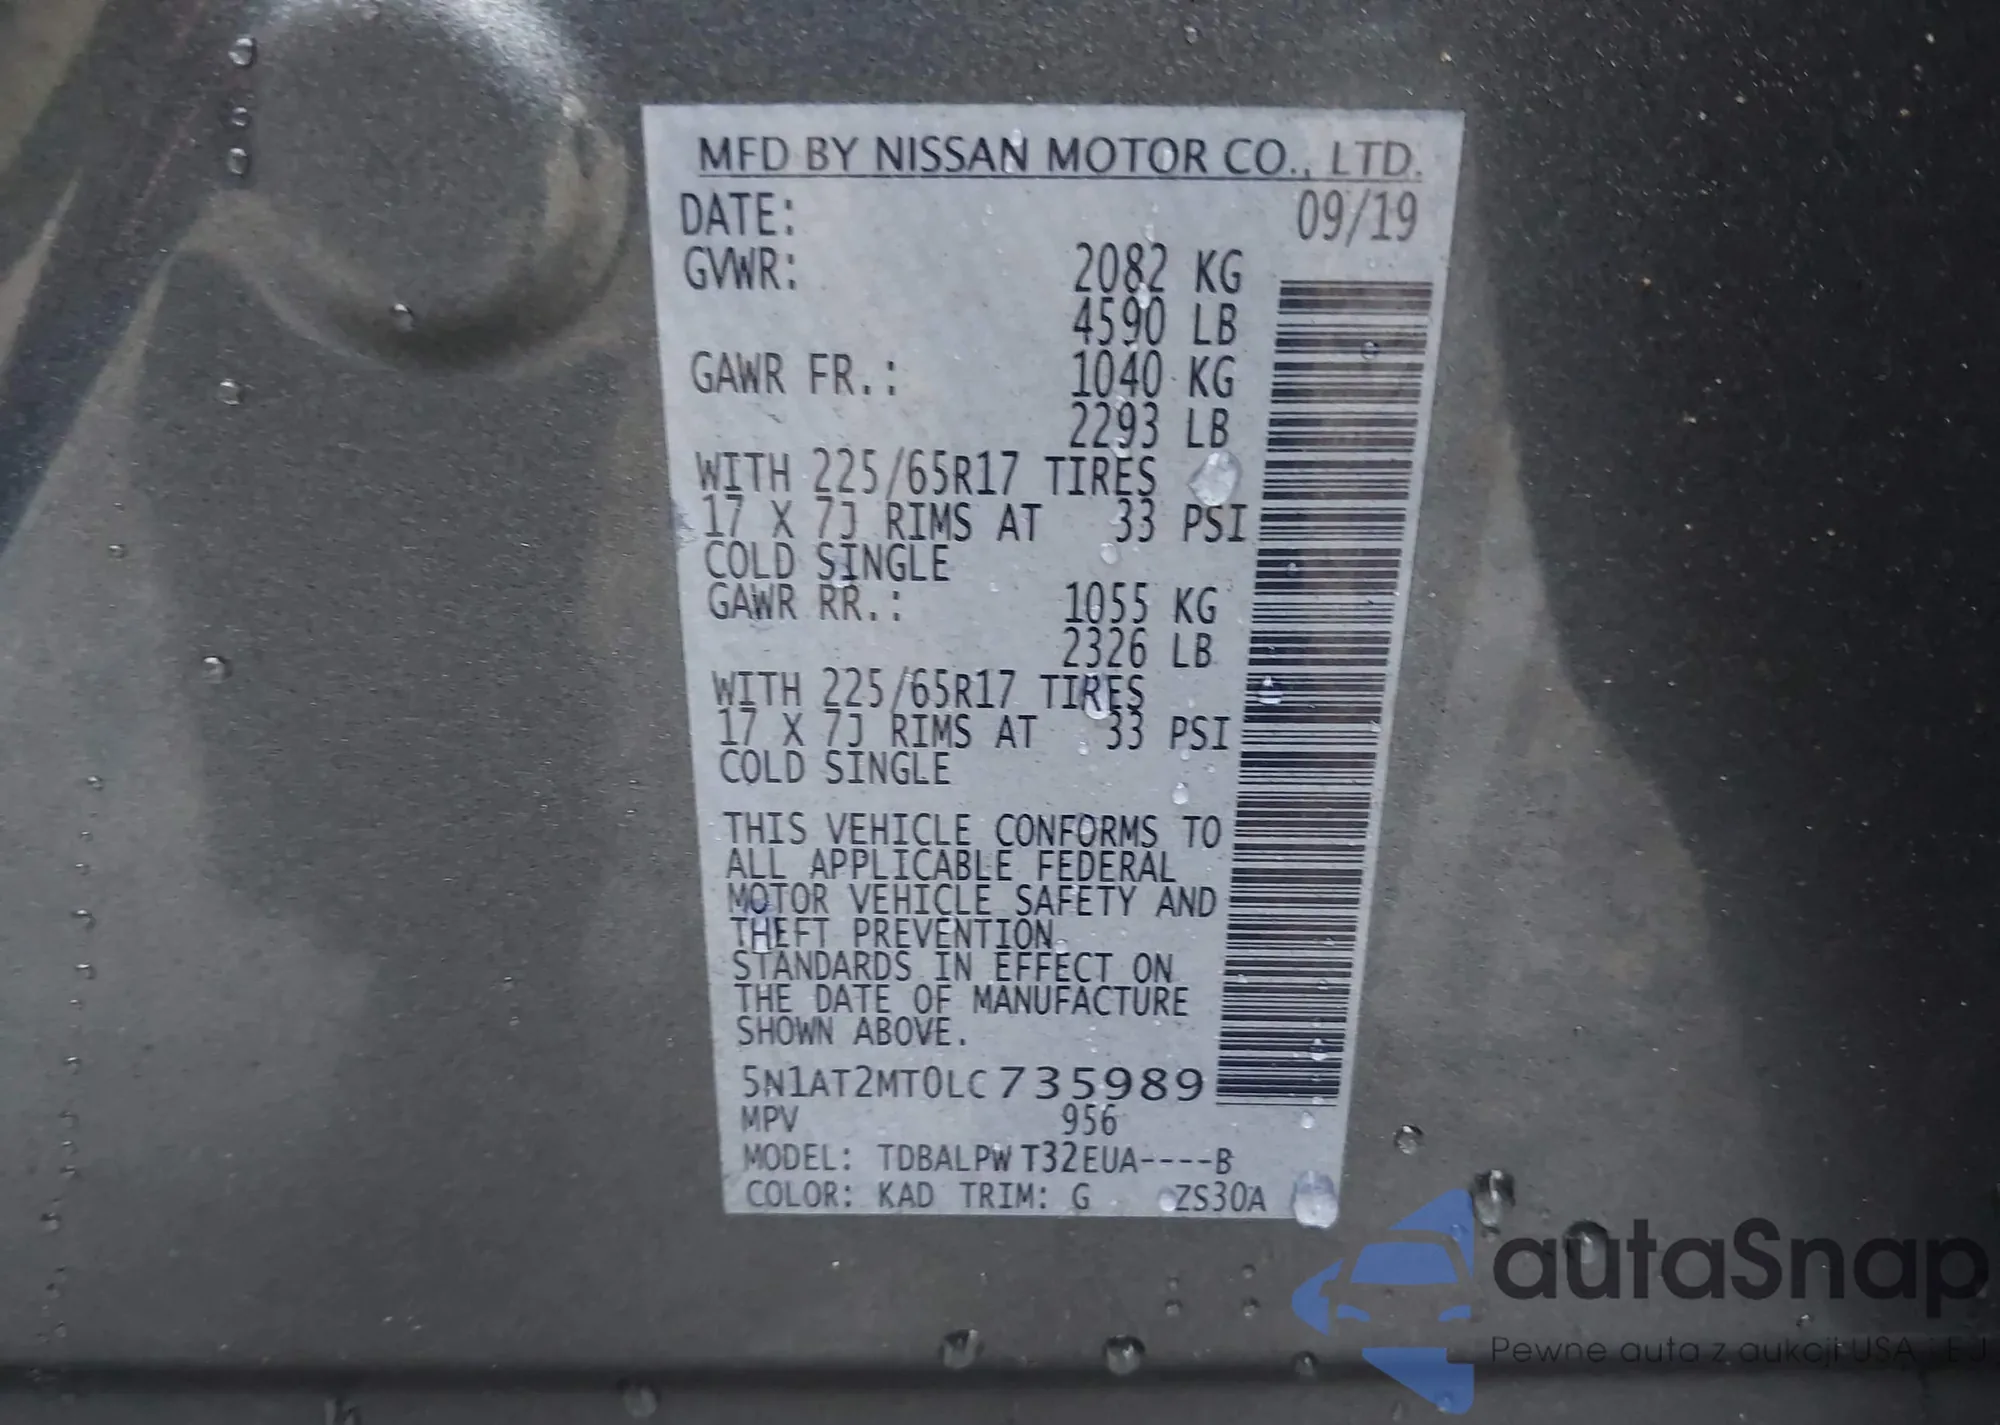 MFD BY NISSAN MOTOR CO., LTD.
DATE: 09/19
GVWR: 2082 KG
4590 LB
GAWR FR.: 1040 KG
2293 LB
WITH 225/65R17 TIRES
17 X 7J RIMS AT 33 PSI
COLD SINGLE
GAWR RR.: 1055 KG
2326 LB
WITH 225/65R17 TIRES
17 X 7J RIMS AT 33 PSI
COLD SINGLE
THIS VEHICLE CONFORMS TO
ALL APPLICABLE FEDERAL
MOTOR VEHICLE SAFETY AND
THEFT PREVENTION
STANDARDS IN EFFECT ON
THE DATE OF MANUFACTURE
SHOWN ABOVE.
5N1AT2MT0LC735989
MPV 956
MODEL: TDBALPW T32EUA----B
COLOR: KAD TRIM: G ZS30A
autaSnap
Pewne auta z aukcji USA i EJ